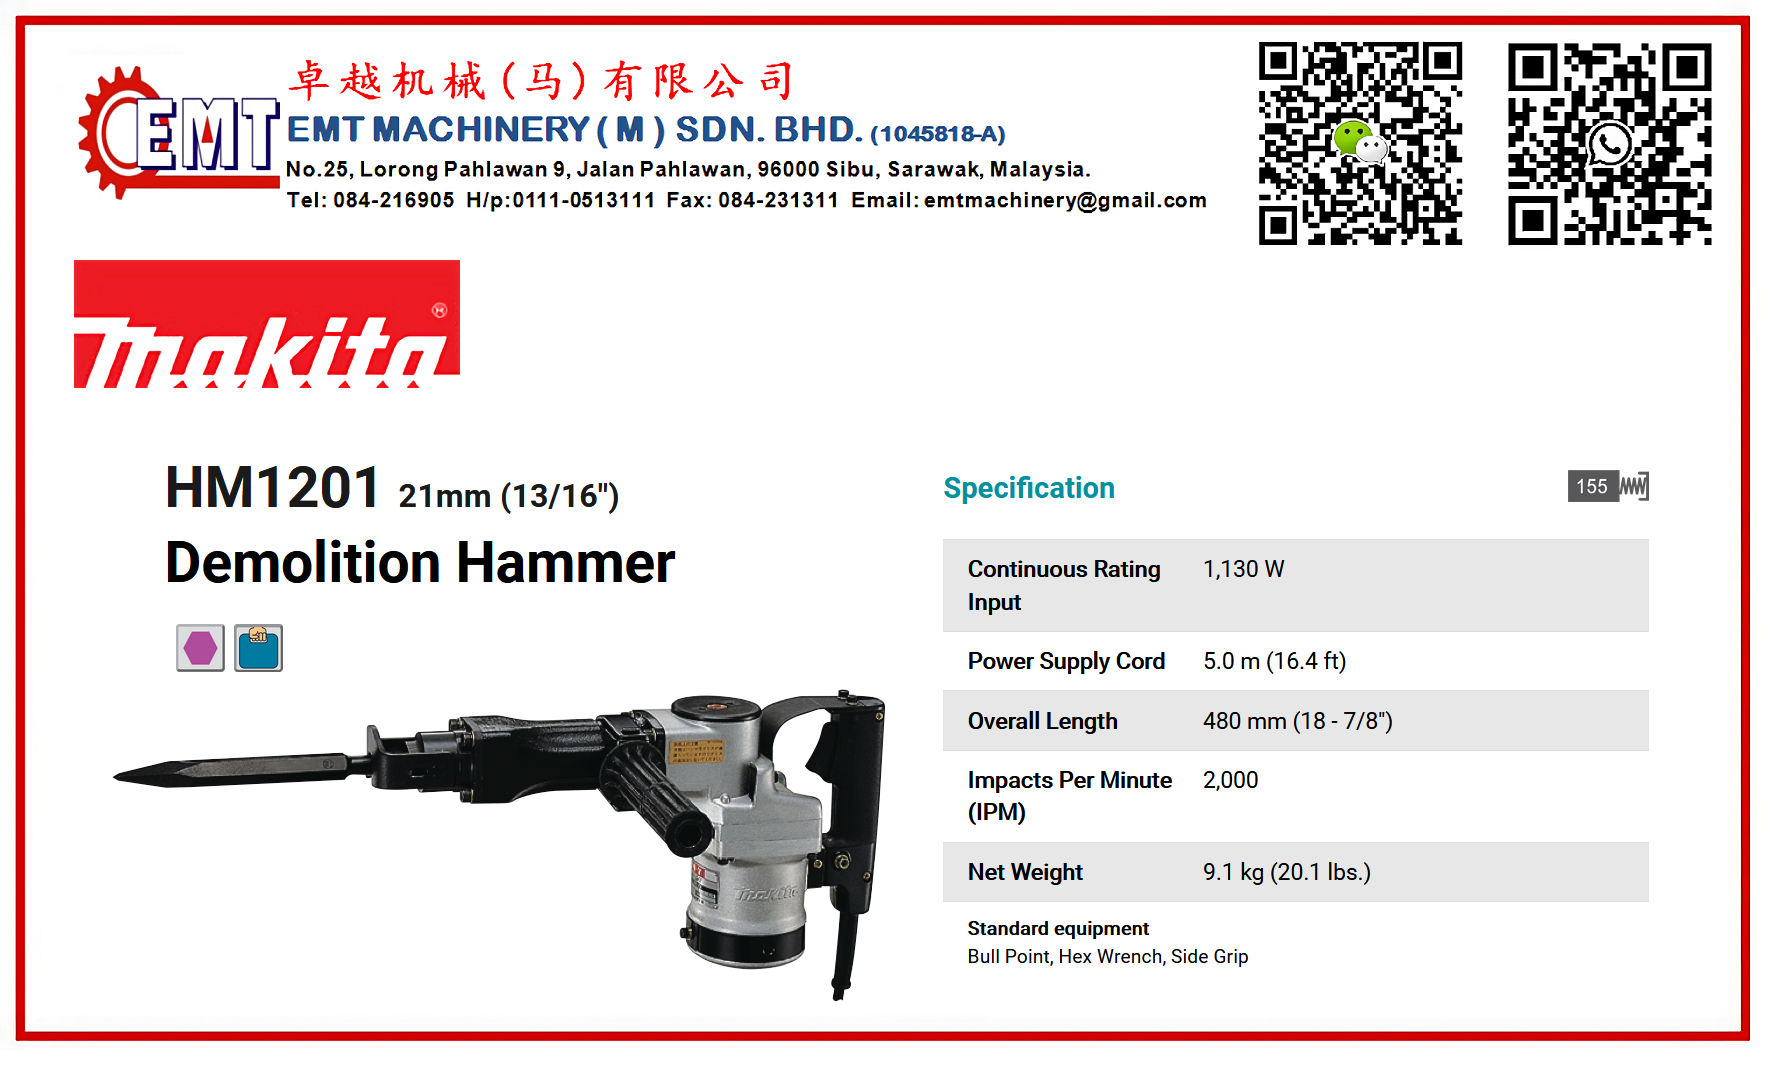 卓越机械(马)有限公司
EMT
EMT MACHINERY ( M ) SDN. BHD. (1045818-A)
No.25, Lorong Pahlawan 9, Jalan Pahlawan, 96000 Sibu, Sarawak, Malaysia.
Tel: 084-216905 H/p:0111-0513111 Fax: 084-231311 Email: emtmachinery@gmail.com
makita ®
HM1201 21mm (13/16")
Demolition Hammer
makita
Specification
155
Continuous Rating Input 1,130 W
Power Supply Cord 5.0 m (16.4 ft)
Overall Length 480 mm (18 - 7/8")
Impacts Per Minute (IPM) 2,000
Net Weight 9.1 kg (20.1 lbs.)
Standard equipment
Bull Point, Hex Wrench, Side Grip